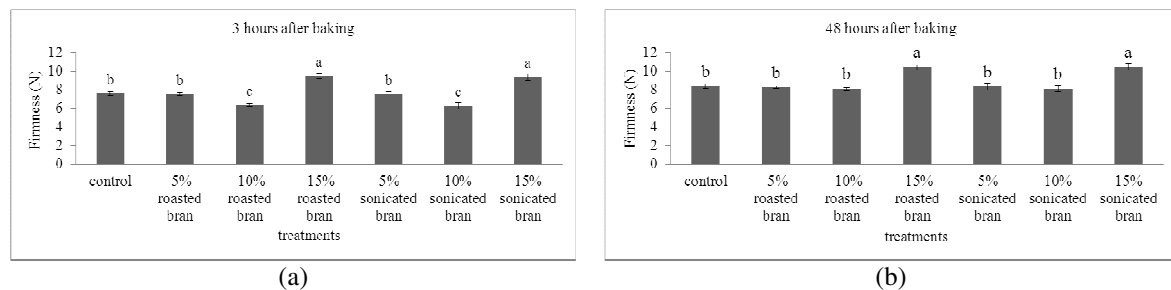 3 hours after baking
Firmness (N)
12
10
8
6
4
2
0
b b c a b c a
control 5% roasted bran 10% roasted bran 15% roasted bran 5% sonicated bran 10% sonicated bran 15% sonicated bran
treatments
(a)
48 hours after baking
Firmness (N)
12
10
8
6
4
2
0
b b b a b b a
control 5% roasted bran 10% roasted bran 15% roasted bran 5% sonicated bran 10% sonicated bran 15% sonicated bran
treatments
(b)